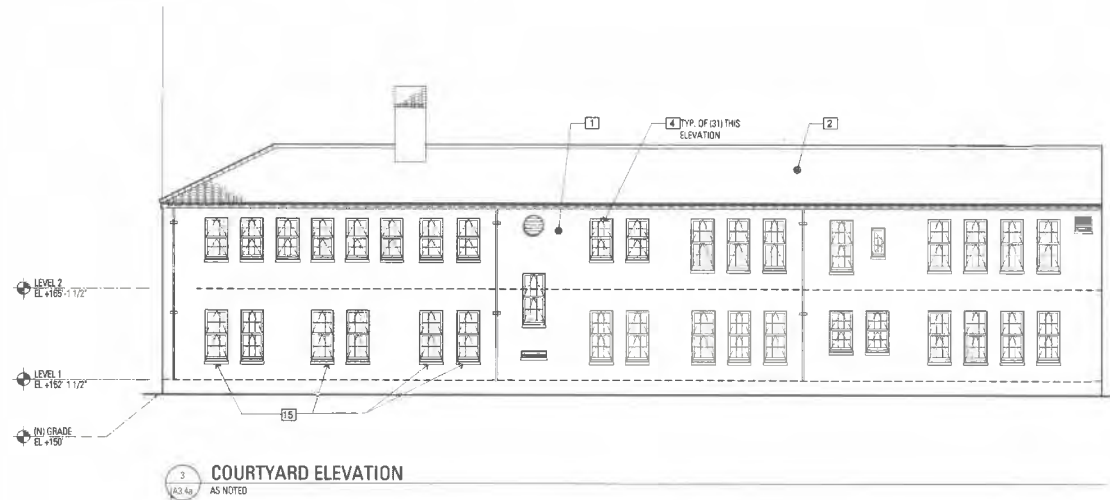 1
4 TYP. OF (31) THIS
ELEVATION
2
LEVEL 2
EL +165'-1 1/2"
LEVEL 1
EL +152' 1 1/2"
15
(N) GRADE
EL +150'
3
A3.4a
COURTYARD ELEVATION
AS NOTED